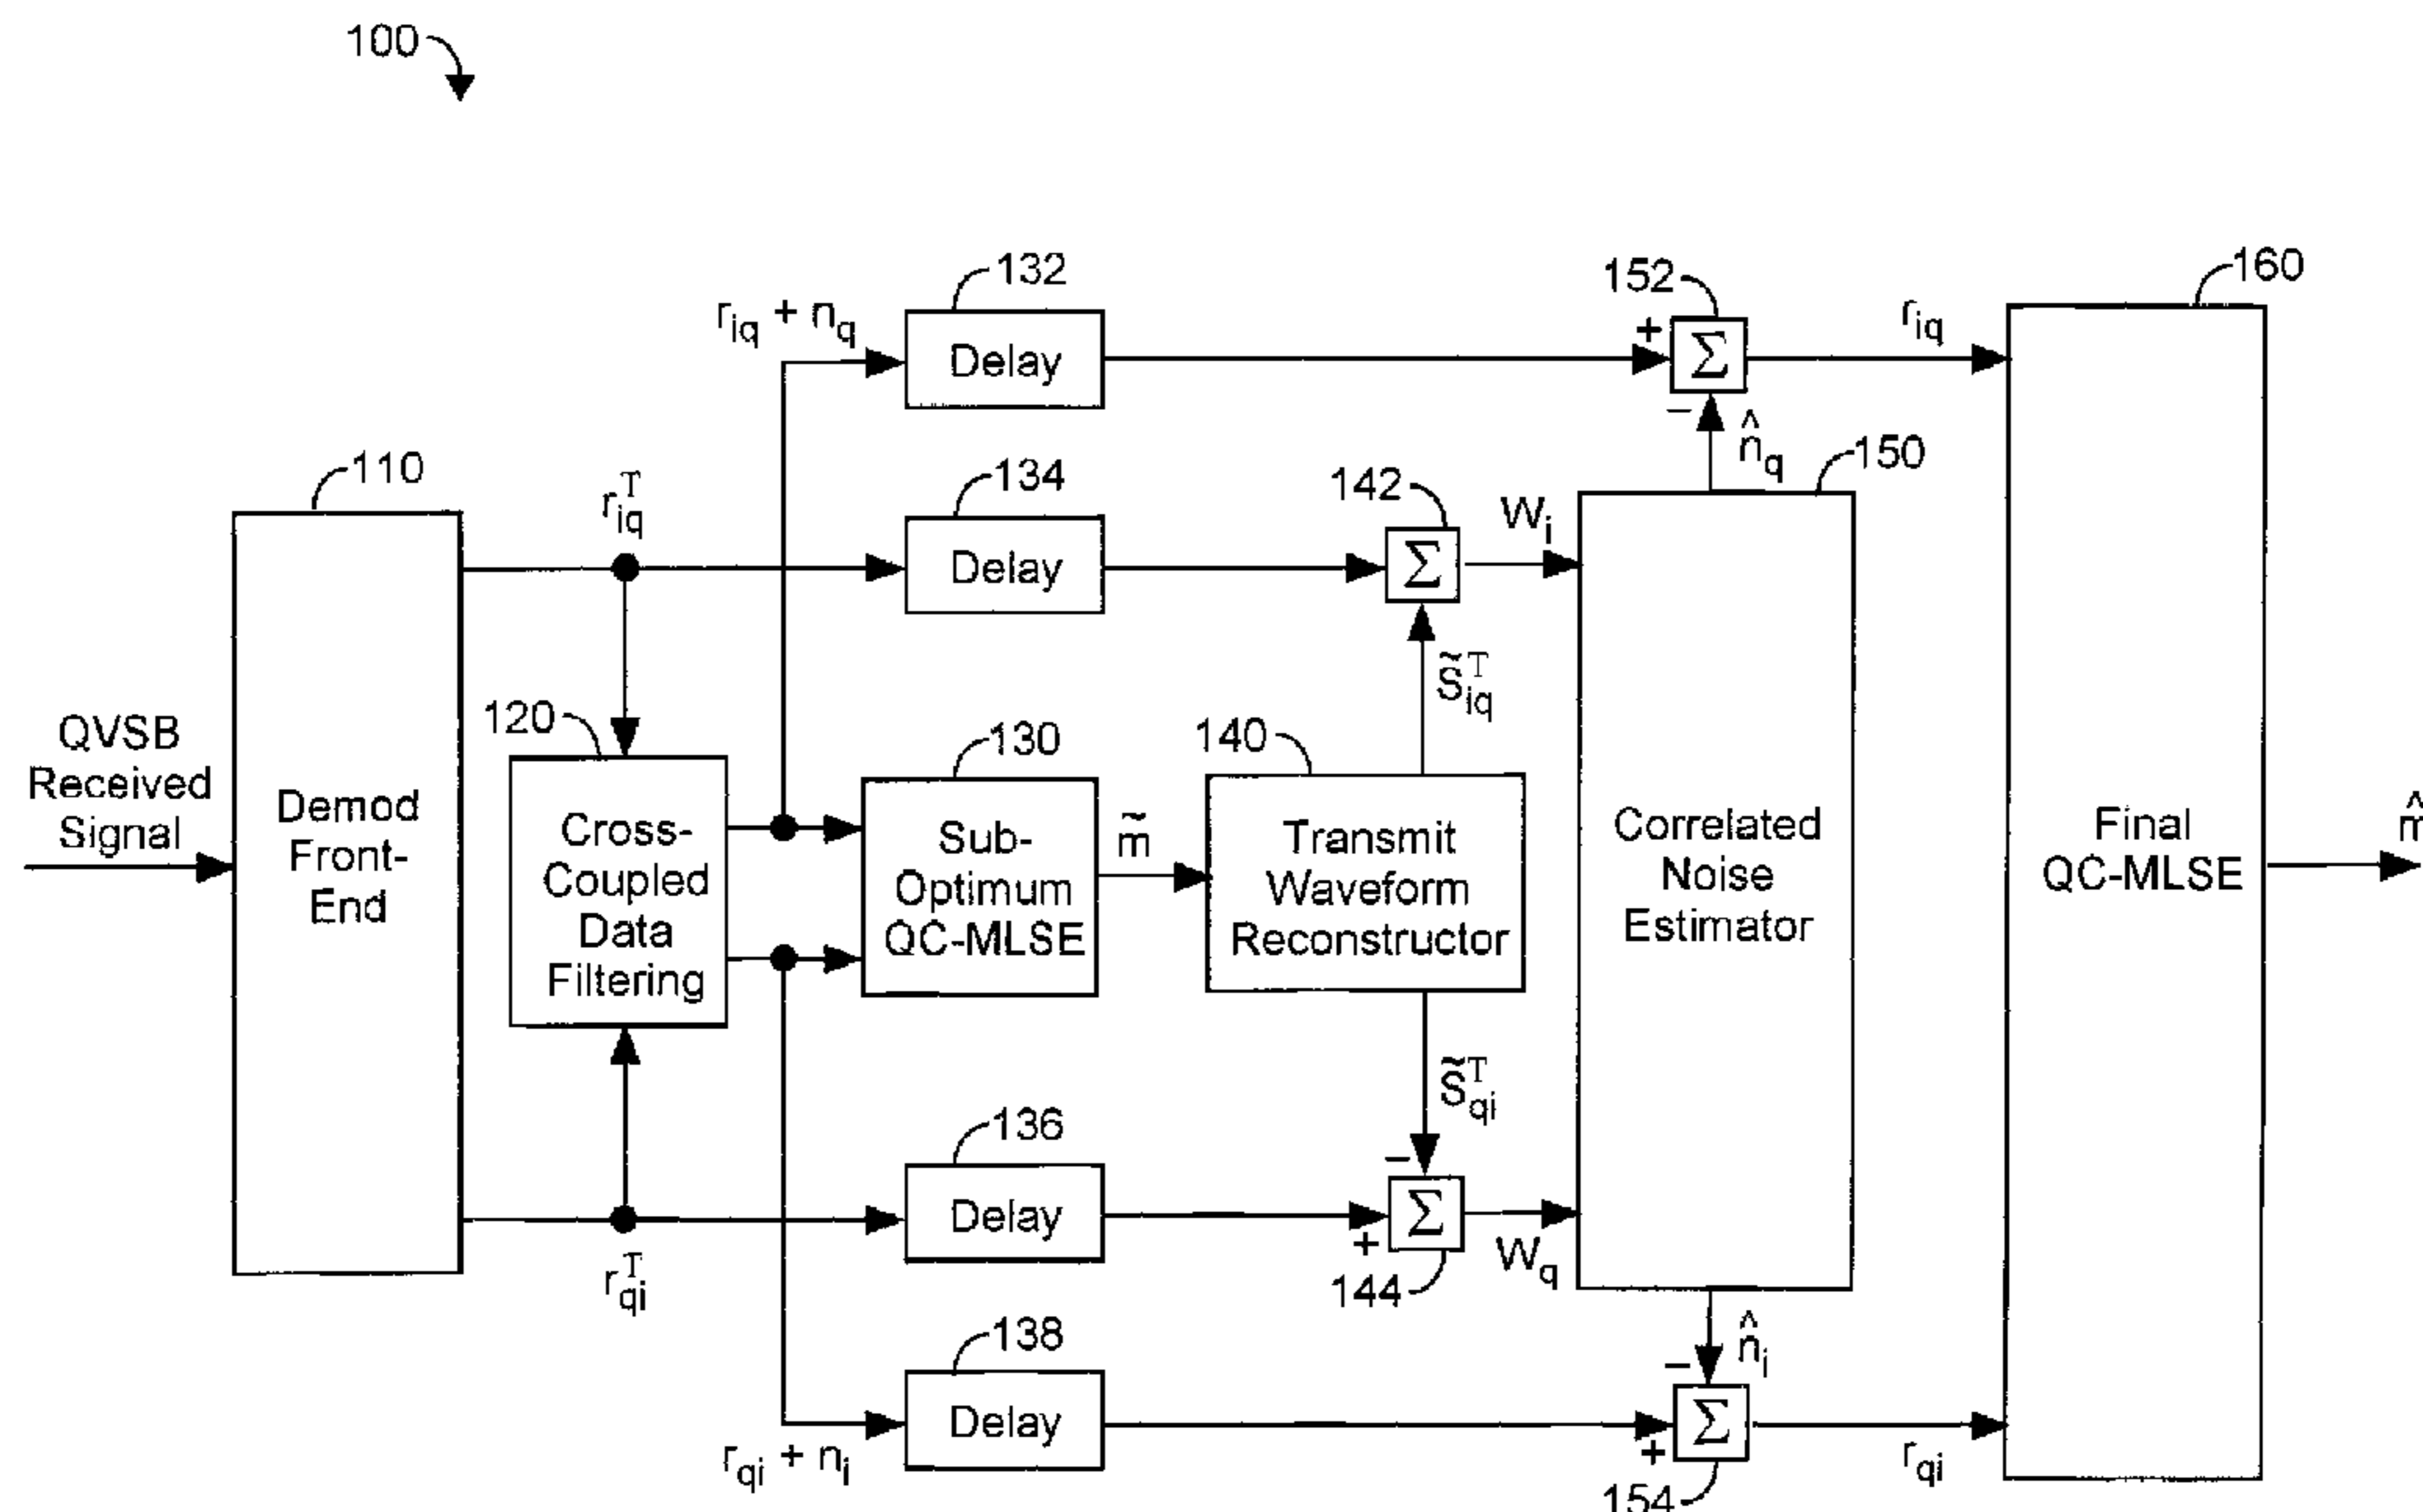 100
132
r_iq + n_q
Delay
+
152
Σ
−
n̂_q
r_iq
160
110
r_iq^T
134
Delay
142
Σ
W_i
150
S̃_iq^T
QVSB
Received
Signal
Demod
Front-
End
120
Cross-
Coupled
Data
Filtering
130
Sub-
Optimum
QC-MLSE
m̃
140
Transmit
Waveform
Reconstructor
Correlated
Noise
Estimator
Final
QC-MLSE
m̂
S̃_qi^T
r_qi^T
136
Delay
−
+
Σ
144
W_q
138
Delay
r_qi + n_i
n̂_i
−
+
Σ
154
r_qi